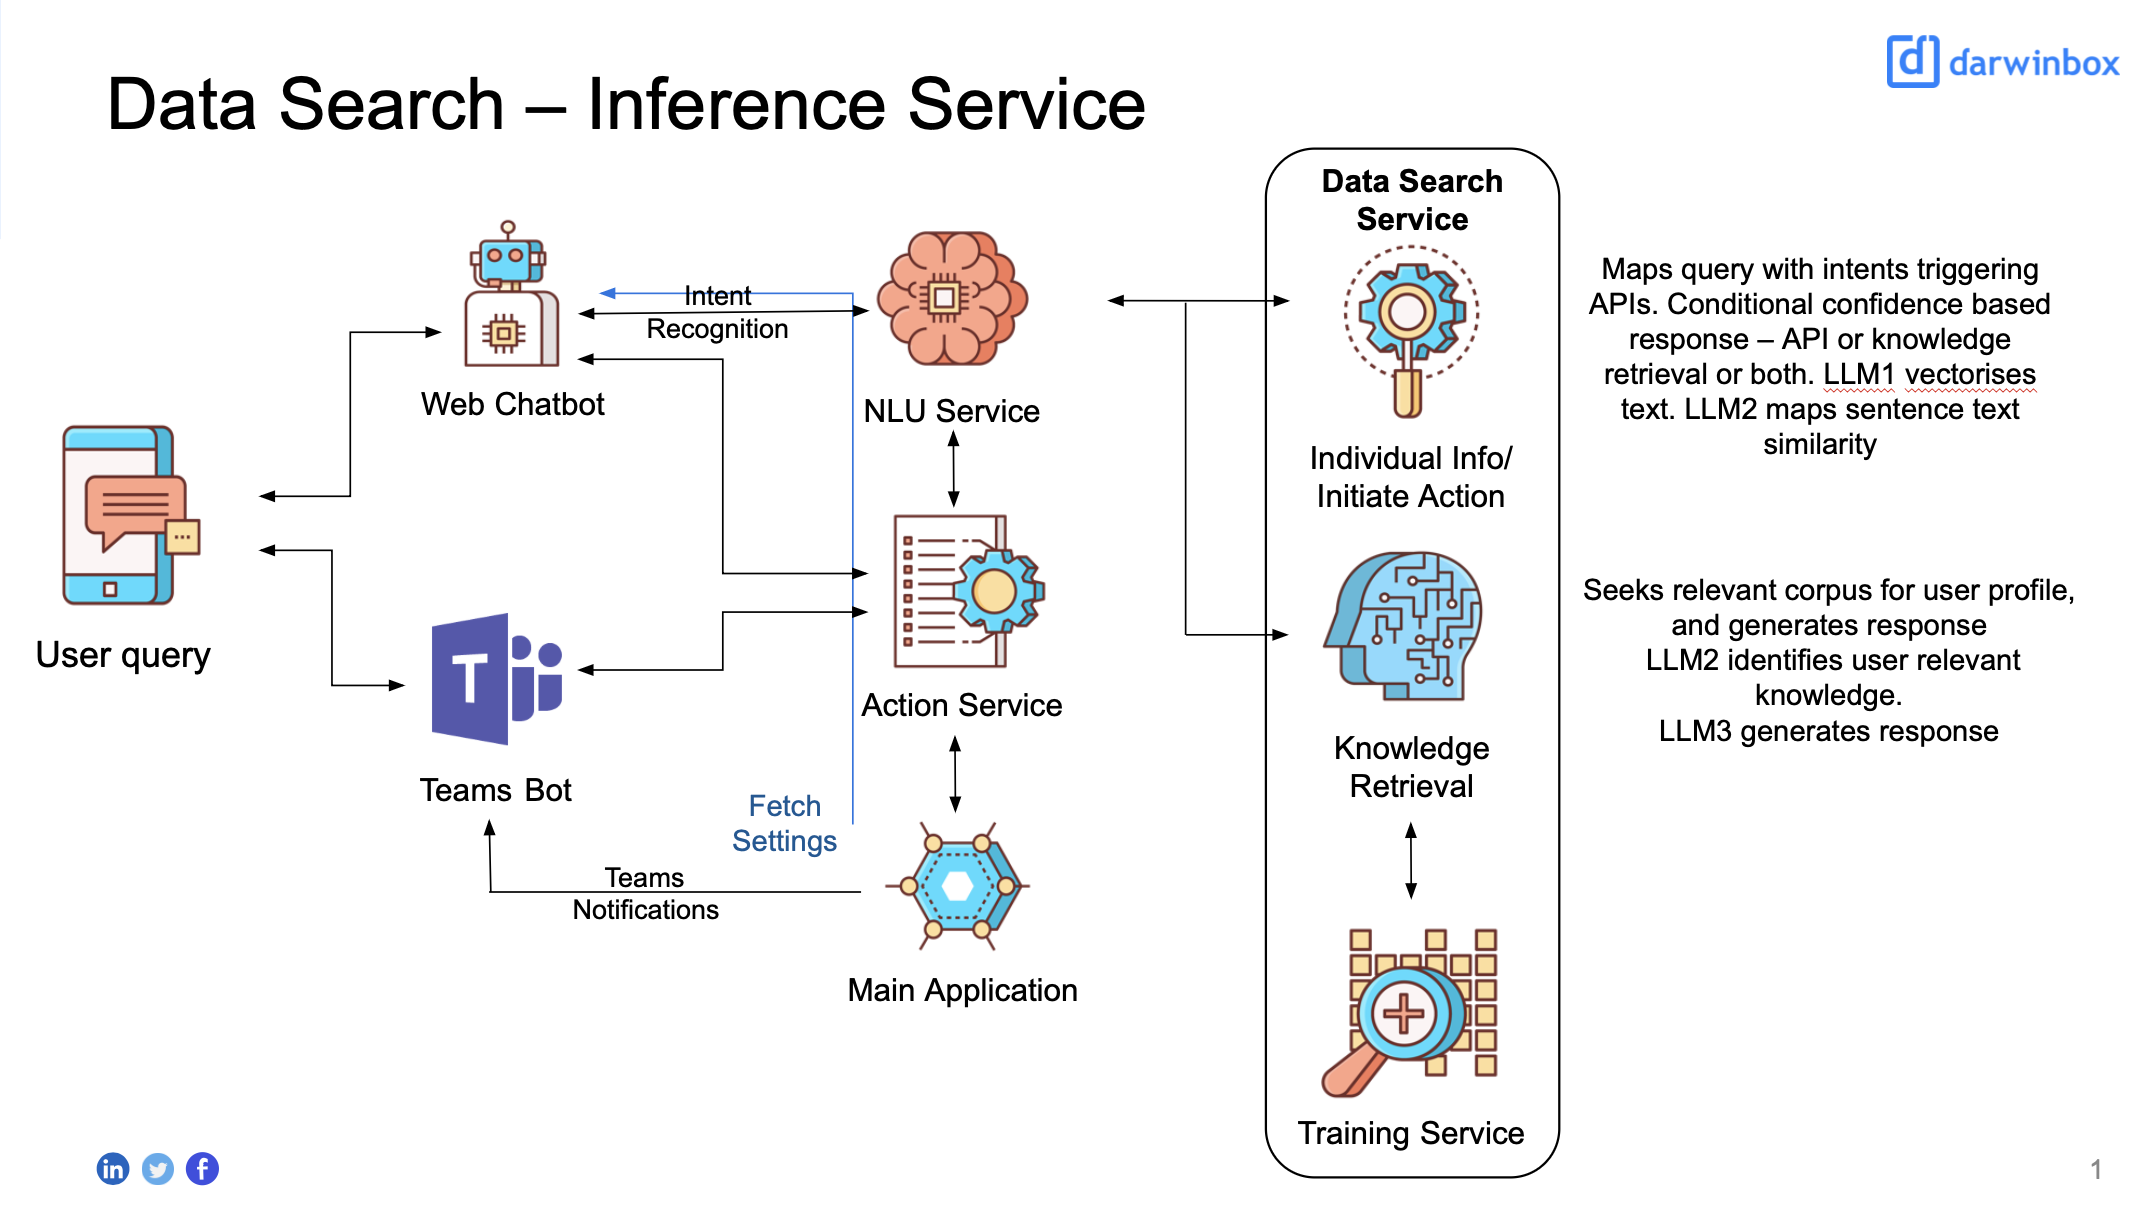 darwinbox
Data Search – Inference Service
Data Search
Service
Intent
Recognition
Web Chatbot
NLU Service
Maps query with intents triggering
APIs. Conditional confidence based
response – API or knowledge
retrieval or both. LLM1 vectorises
text. LLM2 maps sentence text
similarity
Individual Info/
Initiate Action
User query
T
Action Service
Seeks relevant corpus for user profile,
and generates response
LLM2 identifies user relevant
knowledge.
LLM3 generates response
Knowledge
Retrieval
Teams Bot
Fetch
Settings
Teams
Notifications
Main Application
Training Service
in
f
1